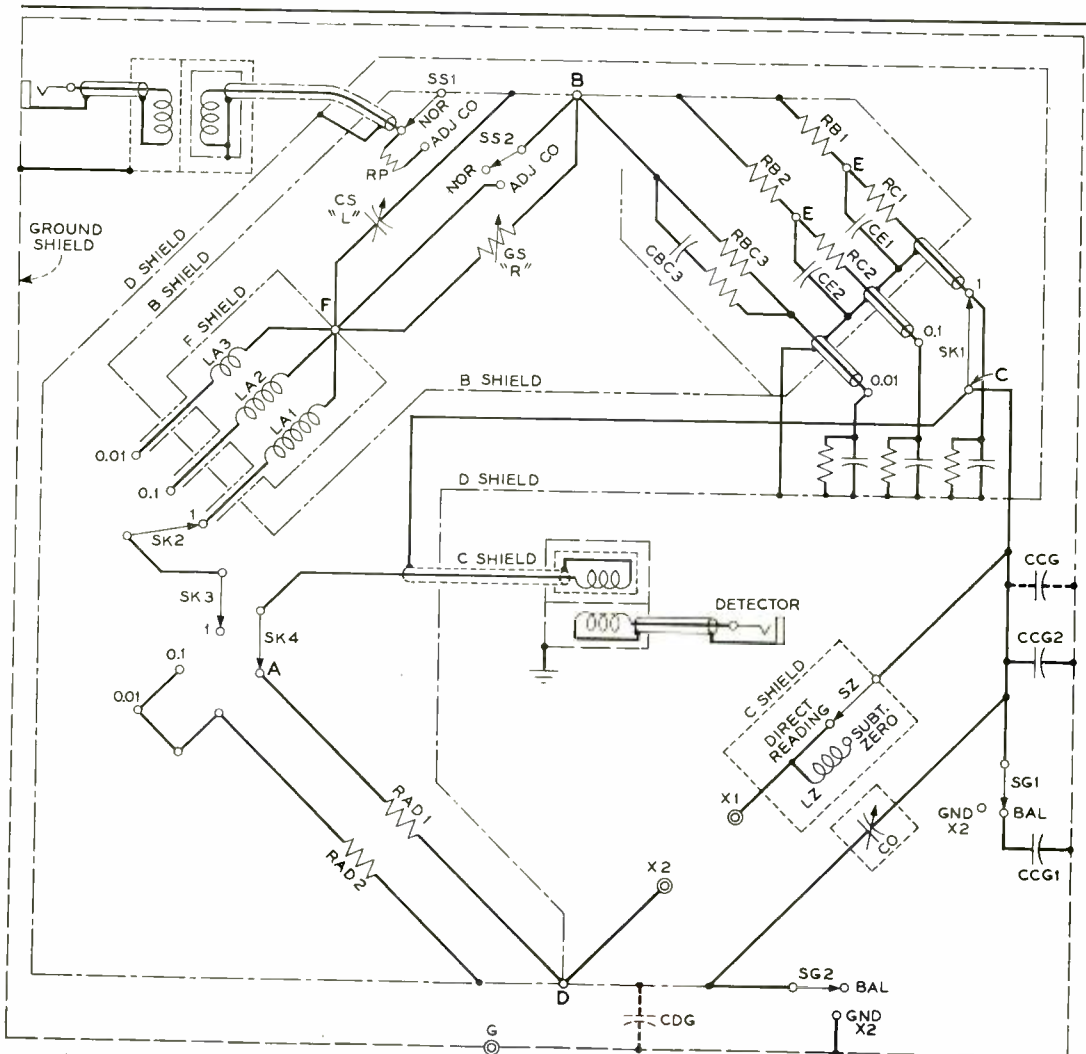 SS1
B
NOR
ADJ CO
RP
SS2
NOR
ADJ CO
RB1
E
RC1
RB2
E
CE1
RC2
CE2
RBC3
CBC3
CS
"L"
GS
"R"
GROUND
SHIELD
D SHIELD
B SHIELD
F SHIELD
F
LA3
LA2
LA1
1
0.1
SK1
C
0.01
B SHIELD
0.01
0.1
1
SK2
D SHIELD
C SHIELD
DETECTOR
SK3
1
SK4
A
0.1
0.01
CCG
CCG2
C SHIELD
SZ
DIRECT
READING
SUBT.
ZERO
LZ
X1
SG1
GND
X2
BAL
CCG1
CO
RAD1
RAD2
X2
D
SG2
BAL
GND
X2
CDG
G